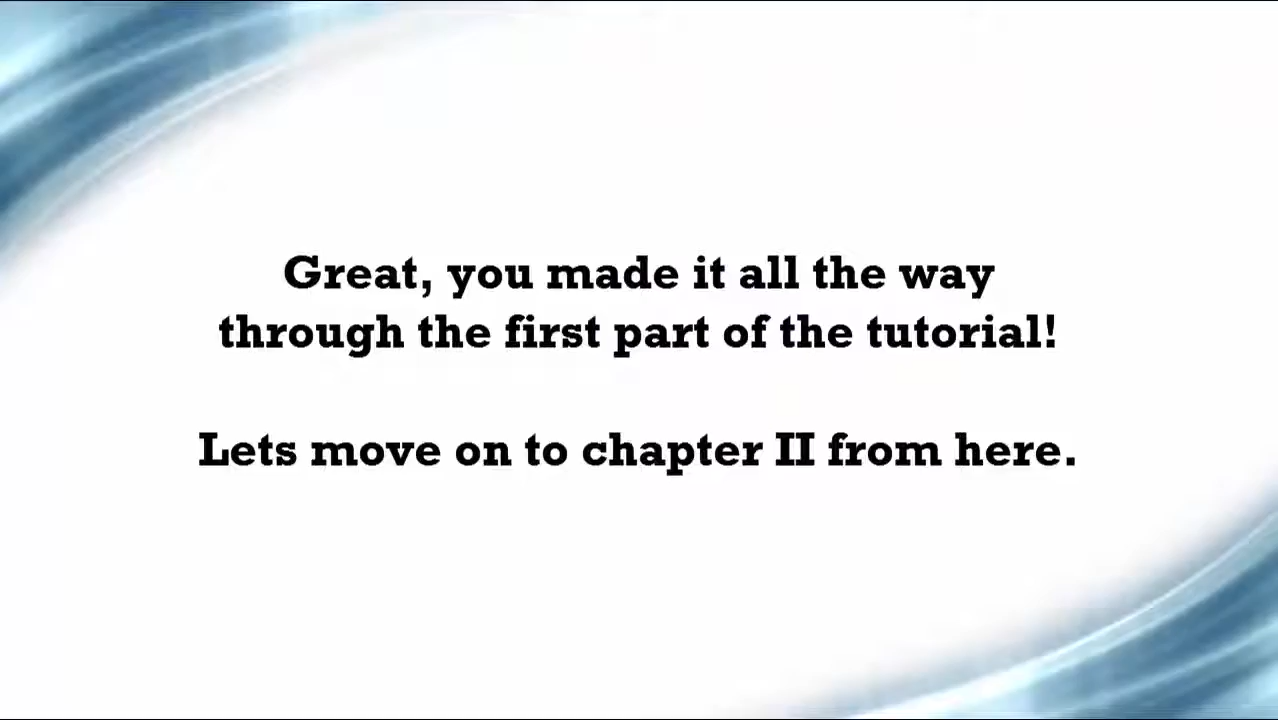 Great, you made it all the way
through the first part of the tutorial!
Lets move on to chapter II from here.